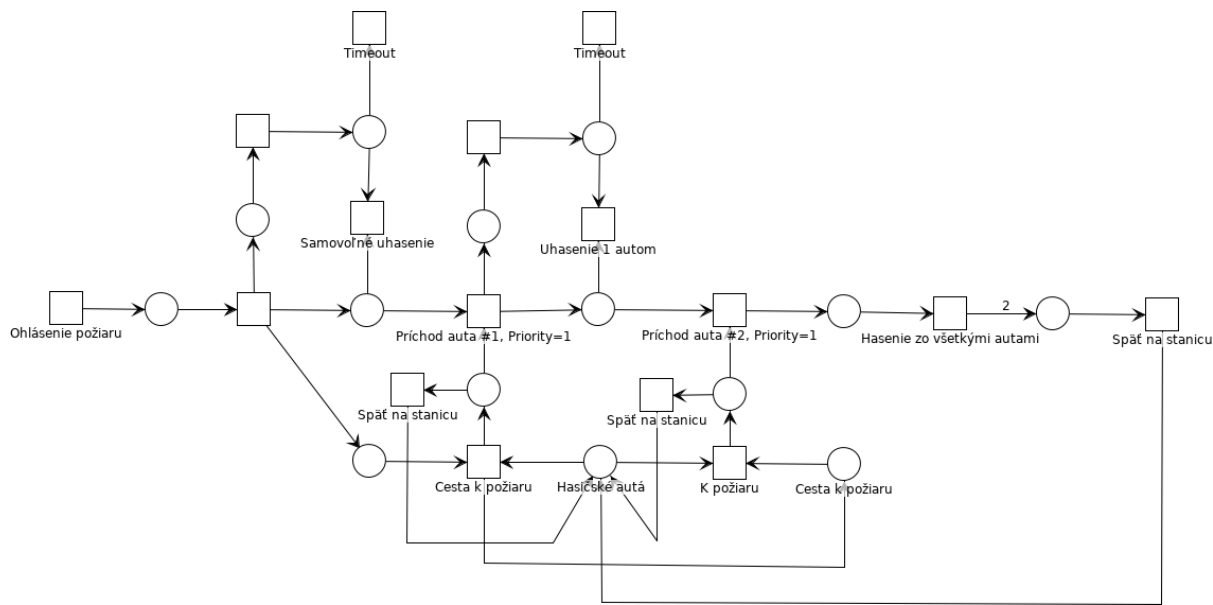 Timeout
Timeout
Samovoľné uhasenie
Uhasenie 1 autom
Ohlásenie požiaru
Príchod auta #1, Priority=1
Príchod auta #2, Priority=1
2
Hasenie zo všetkými autami
Späť na stanicu
Späť na stanicu
Späť na stanicu
Cesta k požiaru
Hasičské autá
K požiaru
Cesta k požiaru